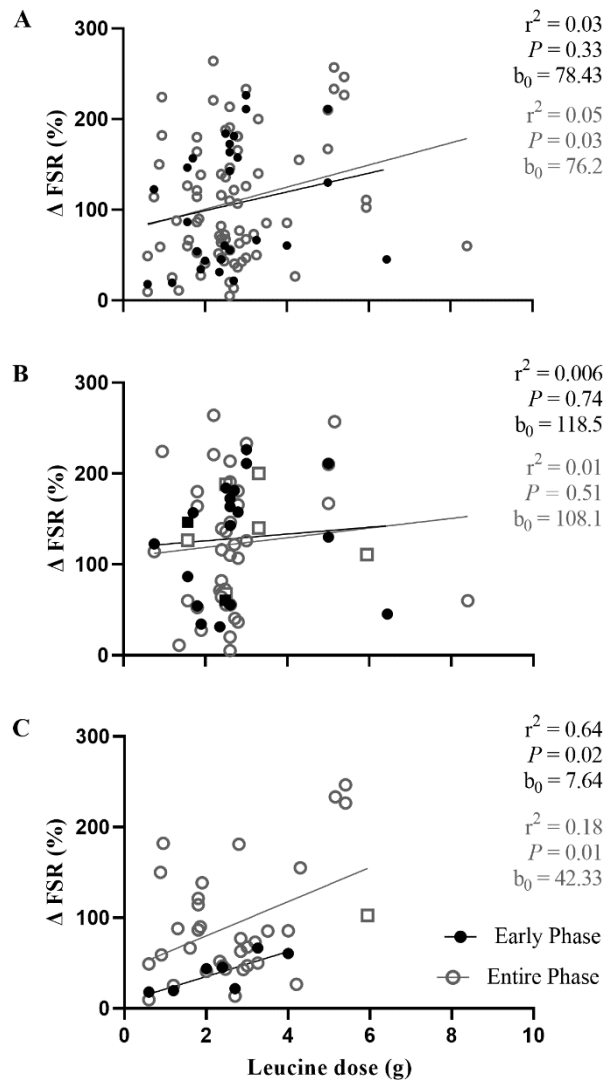 A
300
200
100
0
Δ FSR (%)
r² = 0.03
P = 0.33
b₀ = 78.43
r² = 0.05
P = 0.03
b₀ = 76.2
B
300
200
100
0
Δ FSR (%)
r² = 0.006
P = 0.74
b₀ = 118.5
r² = 0.01
P = 0.51
b₀ = 108.1
C
300
200
100
0
Δ FSR (%)
r² = 0.64
P = 0.02
b₀ = 7.64
r² = 0.18
P = 0.01
b₀ = 42.33
Early Phase
Entire Phase
0 2 4 6 8 10
Leucine dose (g)